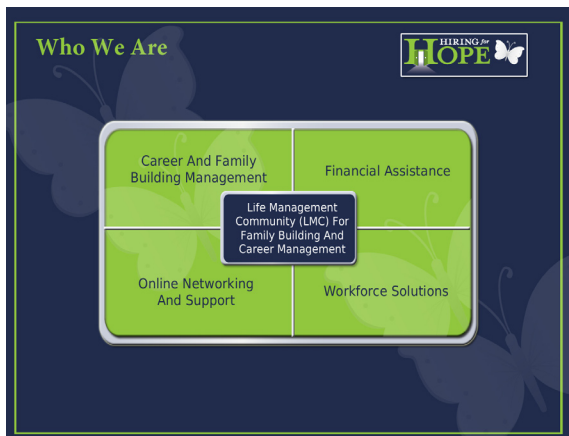 Who We Are
HIRING for
HOPE
Career And Family
Building Management
Financial Assistance
Life Management
Community (LMC) For
Family Building And
Career Management
Online Networking
And Support
Workforce Solutions